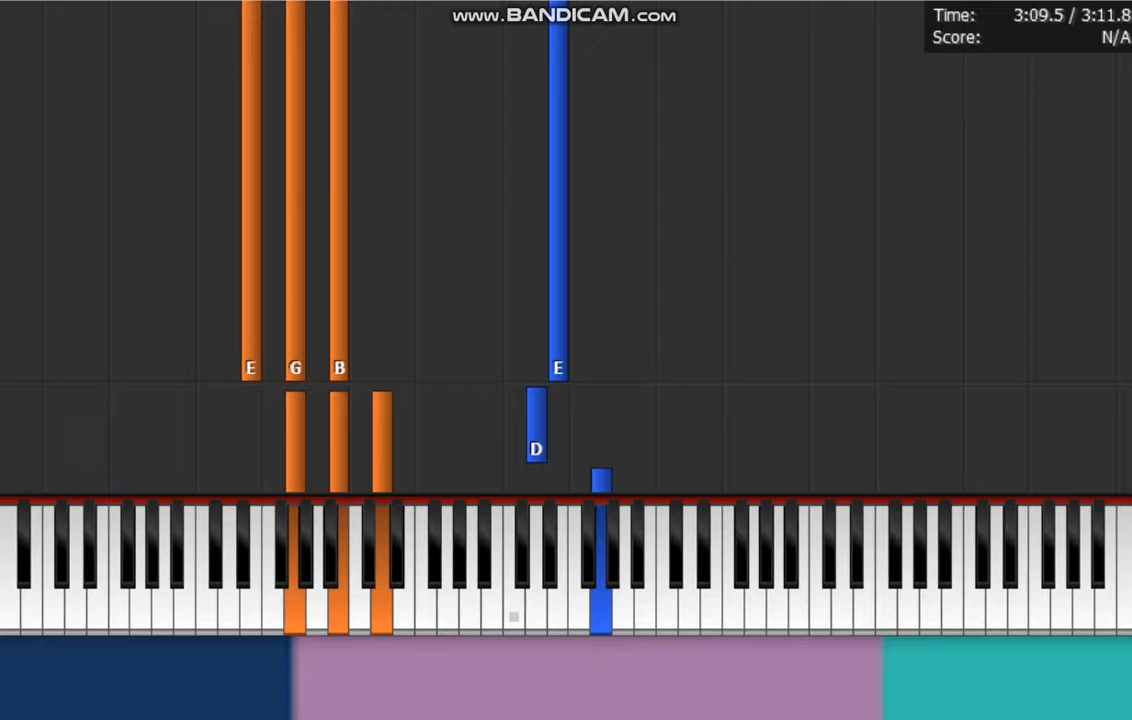 www.BANDICAM.com
Time: 3:09.5 / 3:11.8
Score: N/A
E G B E
D